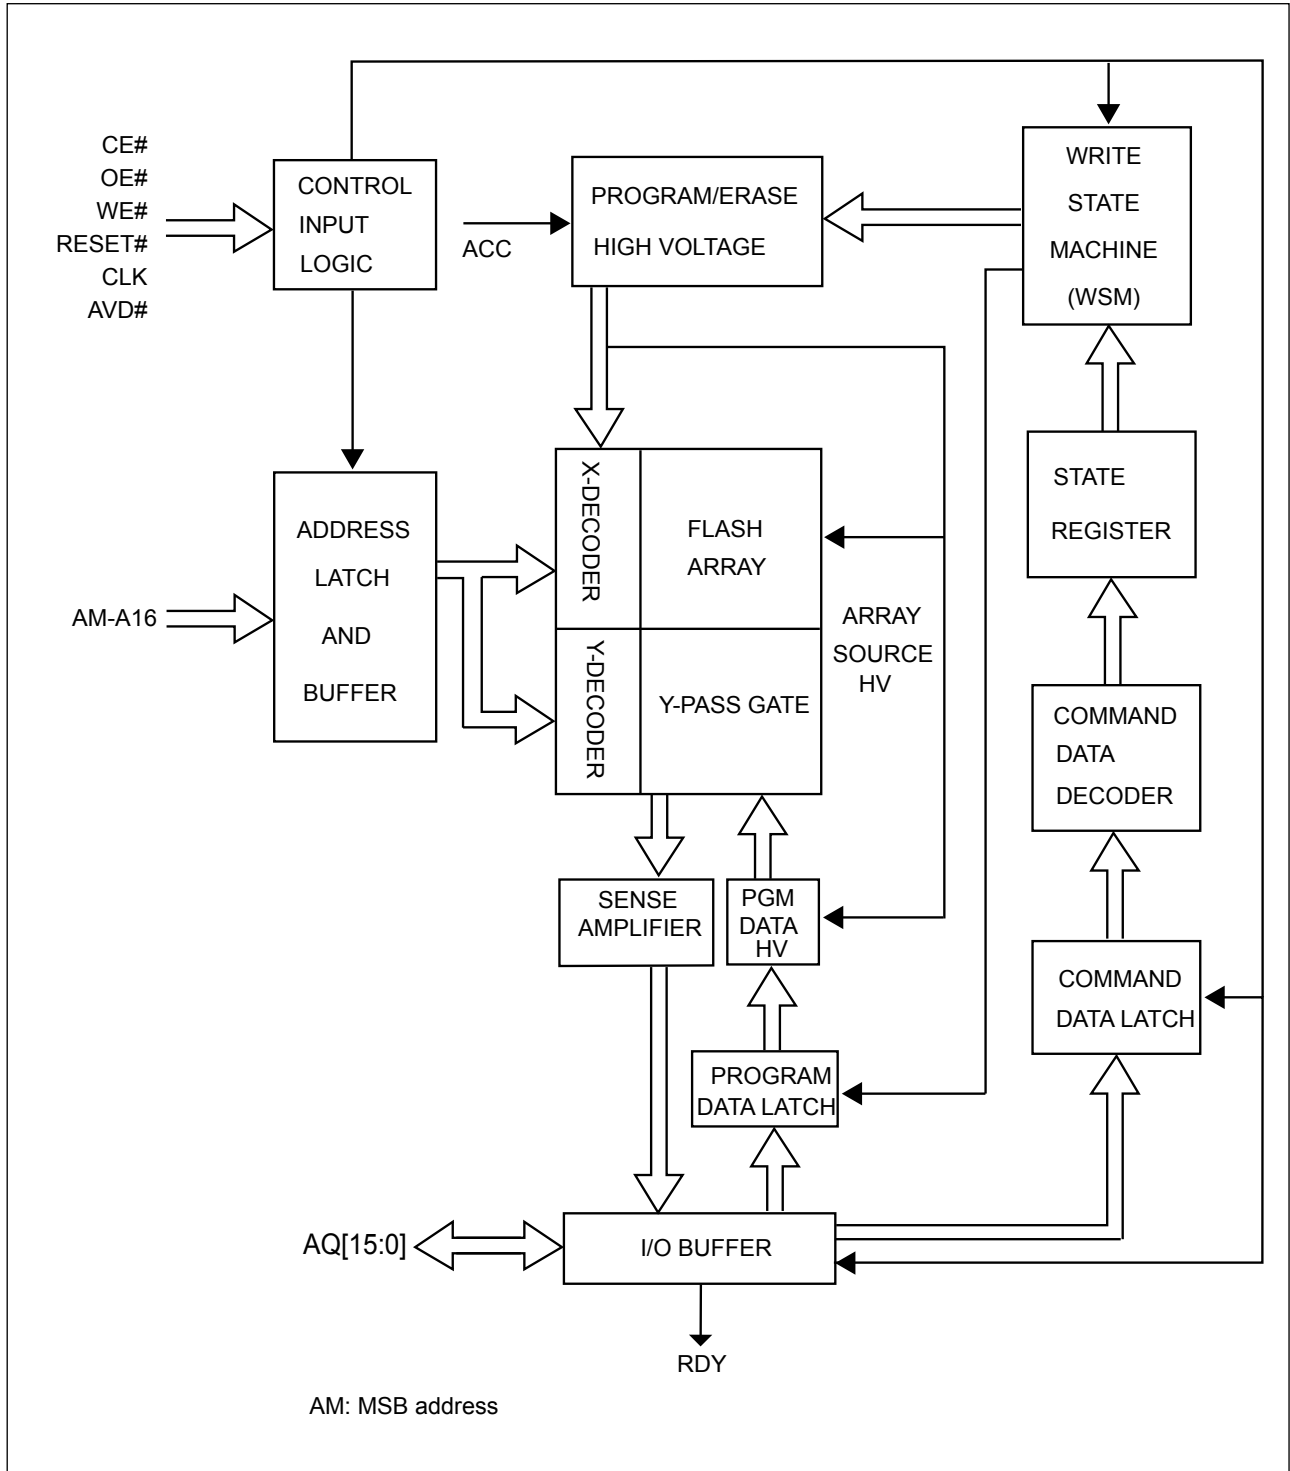 CE#
OE#
WE#
RESET#
CLK
AVD#
CONTROL
INPUT
LOGIC
ACC
PROGRAM/ERASE
HIGH VOLTAGE
WRITE
STATE
MACHINE
(WSM)
AM-A16
ADDRESS
LATCH
AND
BUFFER
X-DECODER
FLASH
ARRAY
Y-DECODER
Y-PASS GATE
ARRAY
SOURCE
HV
STATE
REGISTER
COMMAND
DATA
DECODER
SENSE
AMPLIFIER
PGM
DATA
HV
COMMAND
DATA LATCH
PROGRAM
DATA LATCH
AQ[15:0]
I/O BUFFER
RDY
AM: MSB address